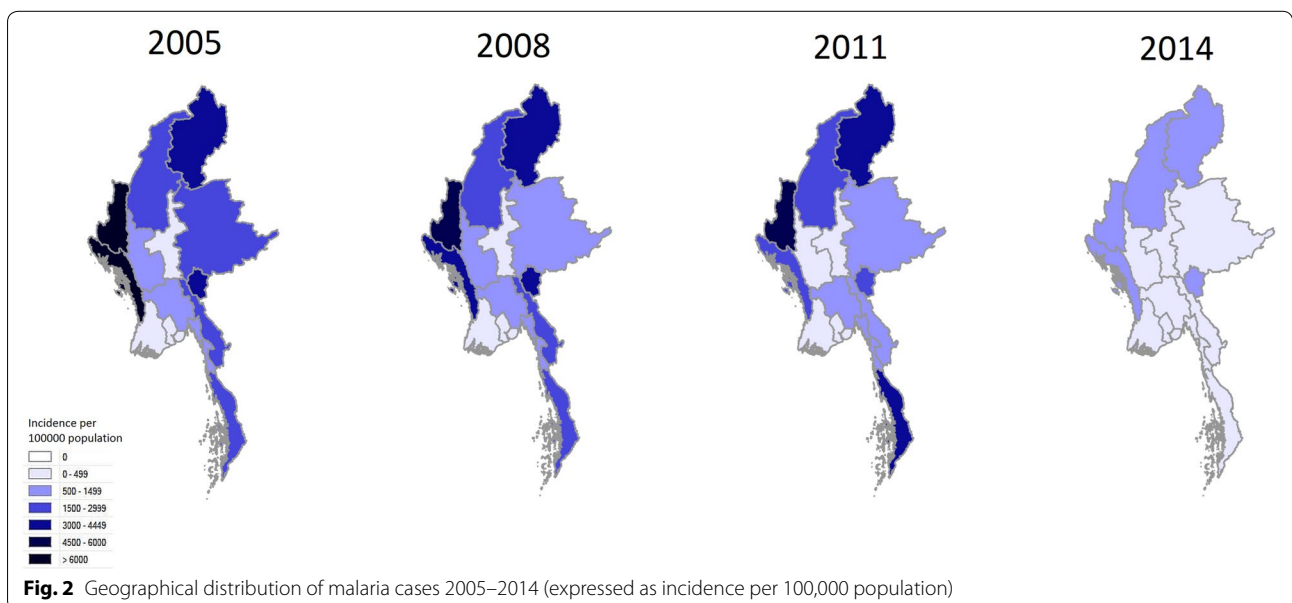 2005 2008 2011 2014
Incidence per
100000 population
0
0 - 499
500 - 1499
1500 - 2999
3000 - 4449
4500 - 6000
> 6000
Fig. 2 Geographical distribution of malaria cases 2005–2014 (expressed as incidence per 100,000 population)